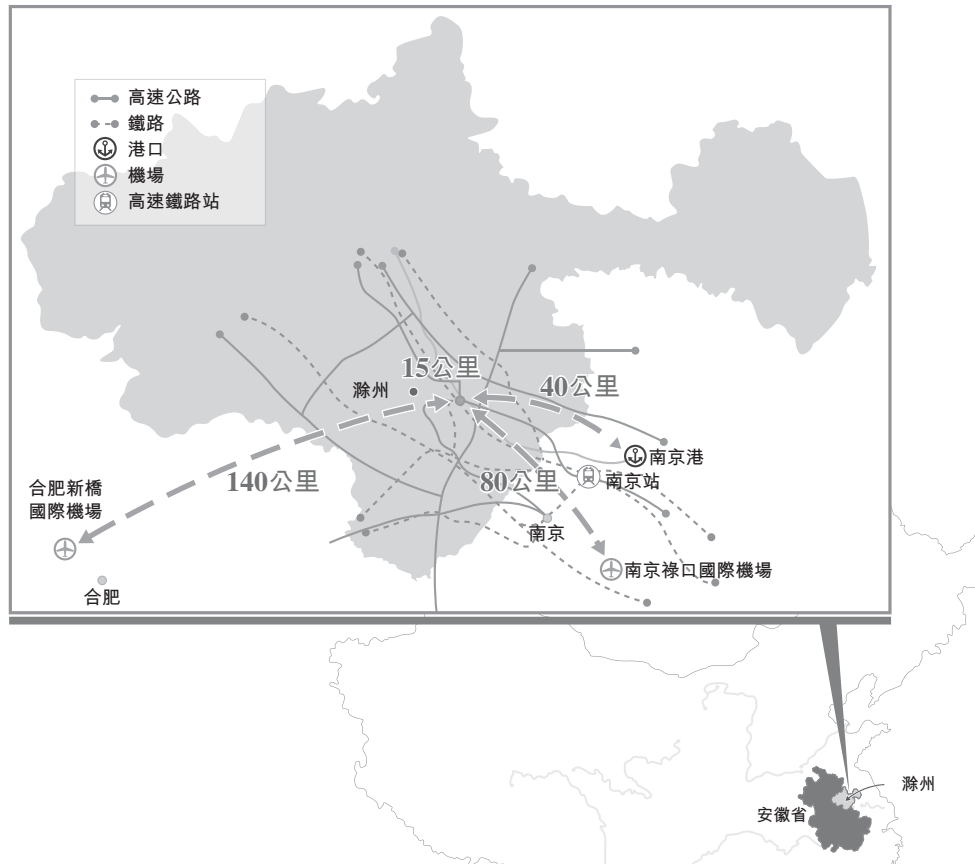 高速公路
鐵路
港口
機場
高速鐵路站
15公里
40公里
滁州
140公里
80公里
南京港
南京站
合肥新橋
國際機場
南京
南京祿口國際機場
合肥
滁州
安徽省